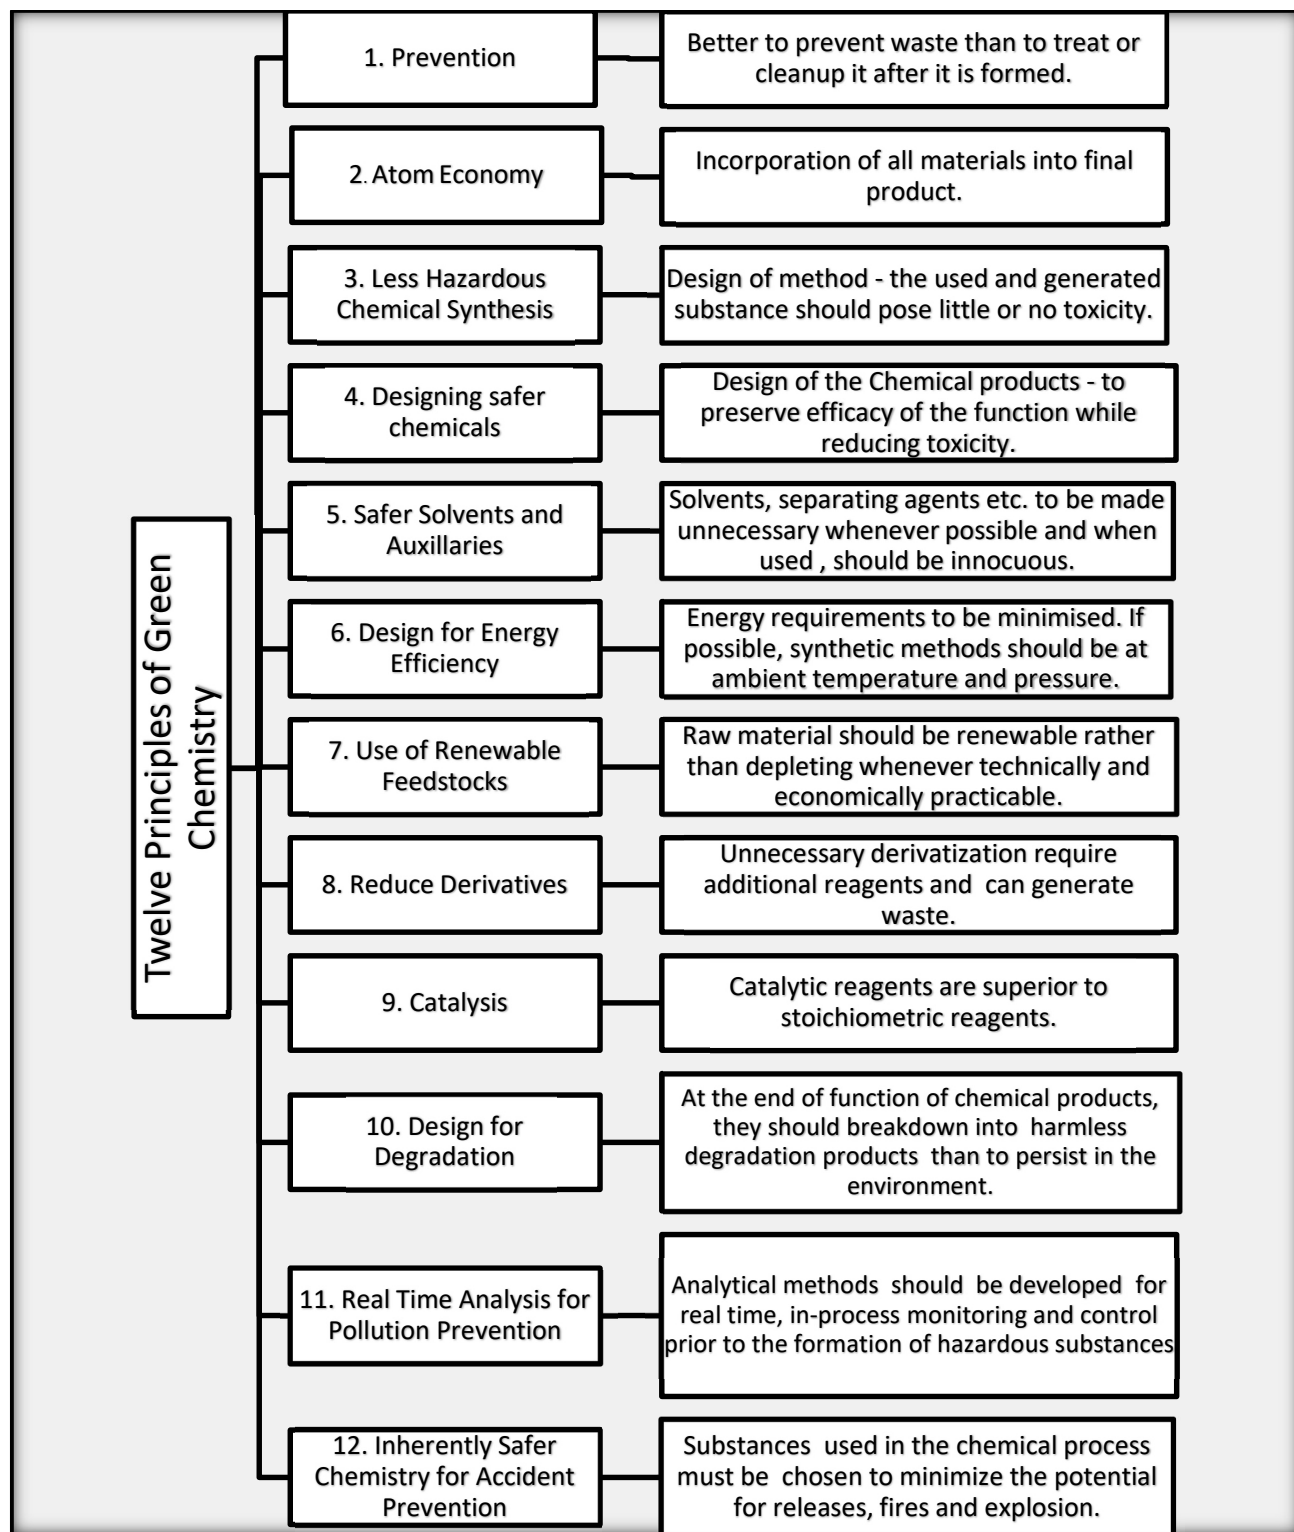 Twelve Principles of Green
Chemistry
1. Prevention
Better to prevent waste than to treat or
cleanup it after it is formed.
2. Atom Economy
Incorporation of all materials into final
product.
3. Less Hazardous
Chemical Synthesis
Design of method - the used and generated
substance should pose little or no toxicity.
4. Designing safer
chemicals
Design of the Chemical products - to
preserve efficacy of the function while
reducing toxicity.
5. Safer Solvents and
Auxillaries
Solvents, separating agents etc. to be made
unnecessary whenever possible and when
used , should be innocuous.
6. Design for Energy
Efficiency
Energy requirements to be minimised. If
possible, synthetic methods should be at
ambient temperature and pressure.
7. Use of Renewable
Feedstocks
Raw material should be renewable rather
than depleting whenever technically and
economically practicable.
8. Reduce Derivatives
Unnecessary derivatization require
additional reagents and  can generate
waste.
9. Catalysis
Catalytic reagents are superior to
stoichiometric reagents.
10. Design for
Degradation
At the end of function of chemical products,
they should breakdown into  harmless
degradation products  than to persist in the
environment.
11. Real Time Analysis for
Pollution Prevention
Analytical methods  should  be developed  for
real time, in-process monitoring and control
prior to the formation of hazardous substances
12. Inherently Safer
Chemistry for Accident
Prevention
Substances  used in the chemical process
must be  chosen to minimize the potential
for releases, fires and explosion.